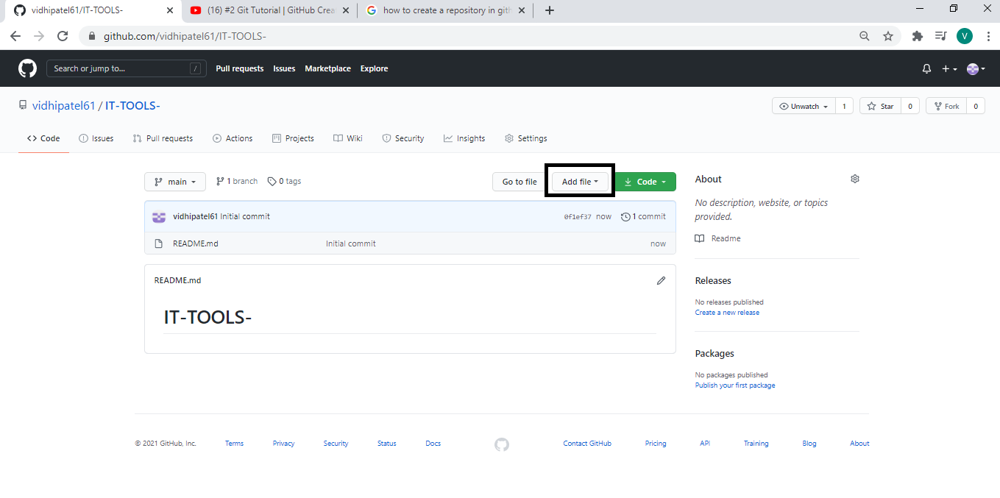 vidhipatel61/IT-TOOLS-
(16) #2 Git Tutorial | GitHub Crea
how to create a repository in gith
github.com/vidhipatel61/IT-TOOLS-
V
Search or jump to... /
Pull requests Issues Marketplace Explore
vidhipatel61 / IT-TOOLS-
Unwatch 1 Star 0 Fork 0
Code Issues Pull requests Actions Projects Wiki Security Insights Settings
main 1 branch 0 tags Go to file Add file Code
vidhipatel61 Initial commit 0f1ef37 now 1 commit
README.md Initial commit now
README.md
IT-TOOLS-
About
No description, website, or topics
provided.
Readme
Releases
No releases published
Create a new release
Packages
No packages published
Publish your first package
© 2021 GitHub, Inc. Terms Privacy Security Status Docs Contact GitHub Pricing API Training Blog About